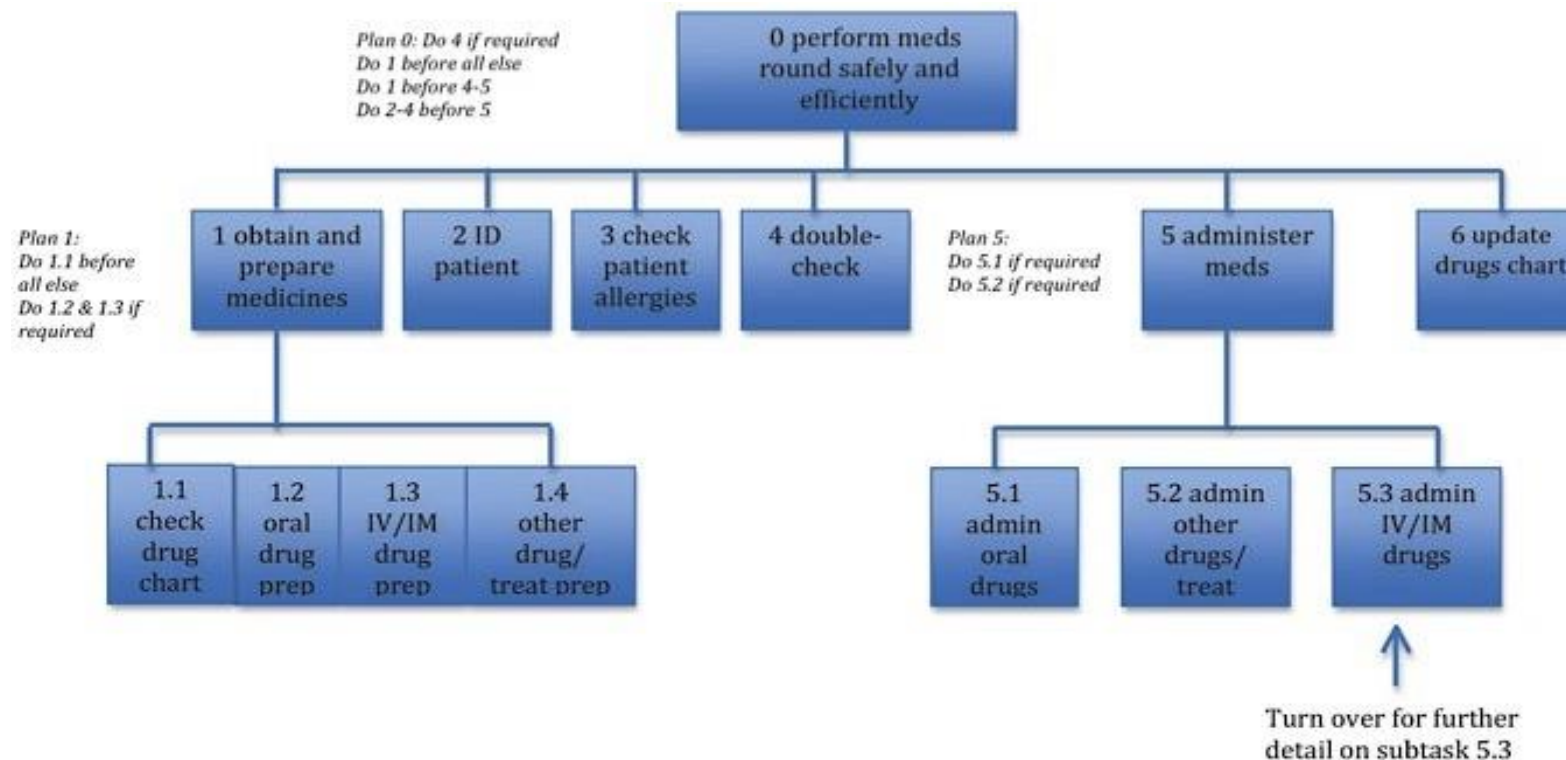 Plan 0: Do 4 if required
Do 1 before all else
Do 1 before 4-5
Do 2-4 before 5
0 perform meds
round safely and
efficiently
Plan 1:
Do 1.1 before
all else
Do 1.2 & 1.3 if
required
1 obtain and
prepare
medicines
2 ID
patient
3 check
patient
allergies
4 double-
check
Plan 5:
Do 5.1 if required
Do 5.2 if required
5 administer
meds
6 update
drugs chart
1.1
check
drug
chart
1.2
oral
drug
prep
1.3
IV/IM
drug
prep
1.4
other
drug/
treat prep
5.1
admin
oral
drugs
5.2 admin
other
drugs/
treat
5.3 admin
IV/IM
drugs
Turn over for further
detail on subtask 5.3